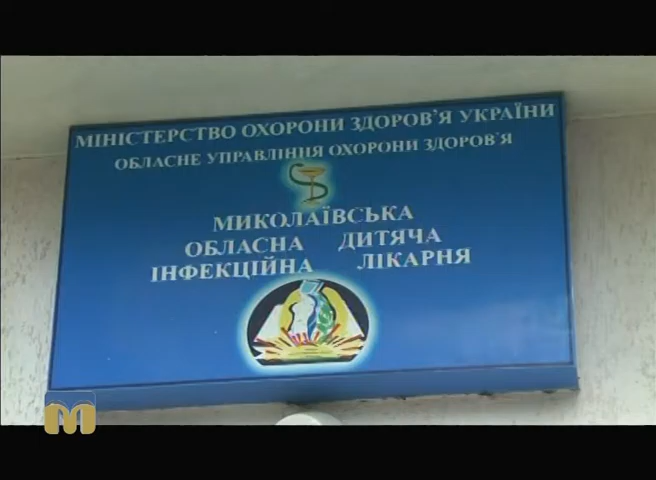 МІНІСТЕРСТВО ОХОРОНИ ЗДОРОВ'Я УКРАЇНИ
ОБЛАСНЕ УПРАВЛІННЯ ОХОРОНИ ЗДОРОВ'Я
МИКОЛАЇВСЬКА
ОБЛАСНА ДИТЯЧА
ІНФЕКЦІЙНА ЛІКАРНЯ
М